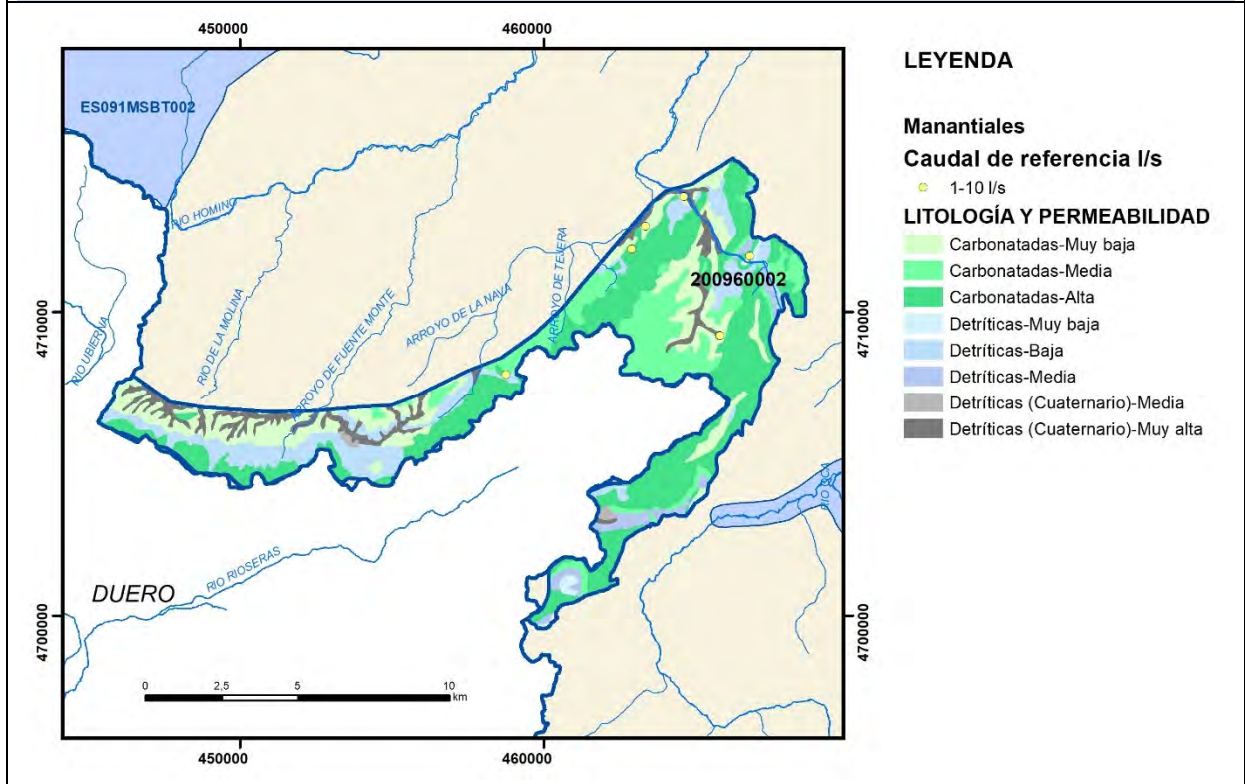 450000
460000
ES091MSBT002
RIO HOMINO
RIO UBIERNA
RIO DE LA MOLINA
ARROYO DE FUENTE MONTE
ARROYO DE LA NAVA
ARROYO DE TEJERA
200960002
4710000
4710000
RIO OCA
RIO RIOSERAS
DUERO
4700000
4700000
0
2,5
5
10
km
450000
460000
LEYENDA
Manantiales
Caudal de referencia l/s
1-10 l/s
LITOLOGÍA Y PERMEABILIDAD
Carbonatadas-Muy baja
Carbonatadas-Media
Carbonatadas-Alta
Detríticas-Muy baja
Detríticas-Baja
Detríticas-Media
Detríticas (Cuaternario)-Media
Detríticas (Cuaternario)-Muy alta